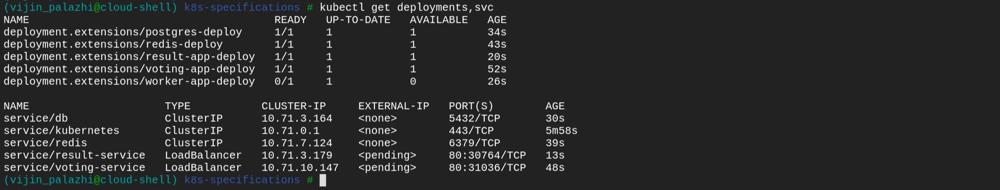 (vijin_palazhi@cloud-shell) k8s-specifications # kubectl get deployments,svc
NAME                                      READY   UP-TO-DATE   AVAILABLE   AGE
deployment.extensions/postgres-deploy     1/1     1            1           34s
deployment.extensions/redis-deploy        1/1     1            1           43s
deployment.extensions/result-app-deploy   1/1     1            1           20s
deployment.extensions/voting-app-deploy   1/1     1            1           52s
deployment.extensions/worker-app-deploy   0/1     1            0           26s

NAME                     TYPE           CLUSTER-IP     EXTERNAL-IP   PORT(S)        AGE
service/db               ClusterIP      10.71.3.164    <none>        5432/TCP       30s
service/kubernetes       ClusterIP      10.71.0.1      <none>        443/TCP        5m58s
service/redis            ClusterIP      10.71.7.124    <none>        6379/TCP       39s
service/result-service   LoadBalancer   10.71.3.179    <pending>     80:30764/TCP   13s
service/voting-service   LoadBalancer   10.71.10.147   <pending>     80:31036/TCP   48s
(vijin_palazhi@cloud-shell) k8s-specifications #